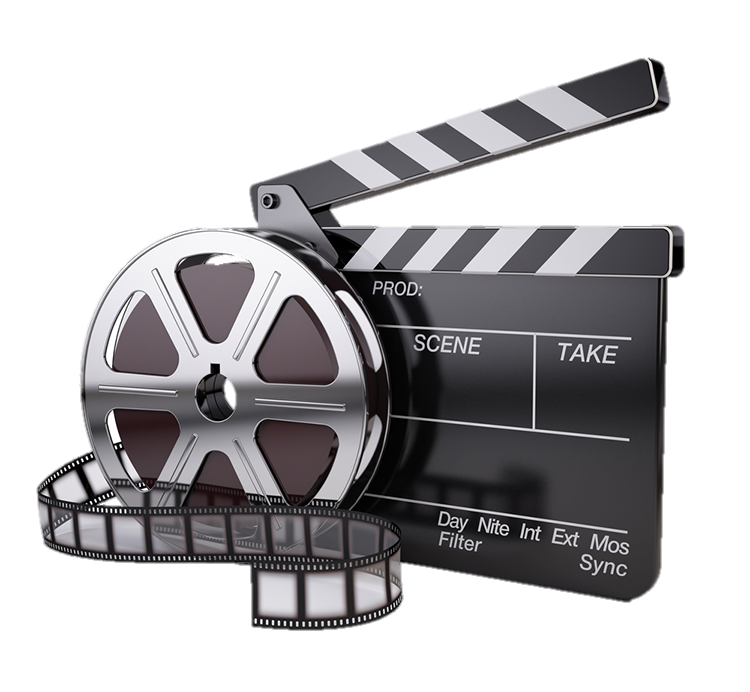 PROD:
SCENE TAKE
Day Nite Int Ext Mos
Filter Sync